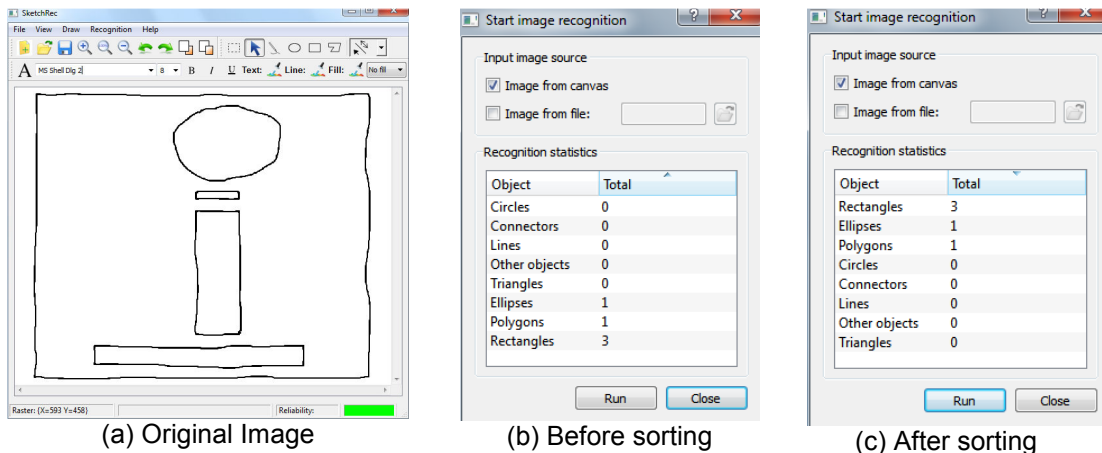 SketchRec
File View Draw Recognition Help
A MS Shell Dlg 2 8 B I U Text: Line: Fill: No fill
Raster: (X=593 Y=458) Reliability:
(a) Original Image
Start image recognition ? X
Input image source
Image from canvas
Image from file:
Recognition statistics
Object Total
Circles 0
Connectors 0
Lines 0
Other objects 0
Triangles 0
Ellipses 1
Polygons 1
Rectangles 3
Run Close
(b) Before sorting
Start image recognition ? X
Input image source
Image from canvas
Image from file:
Recognition statistics
Object Total
Rectangles 3
Ellipses 1
Polygons 1
Circles 0
Connectors 0
Lines 0
Other objects 0
Triangles 0
Run Close
(c) After sorting